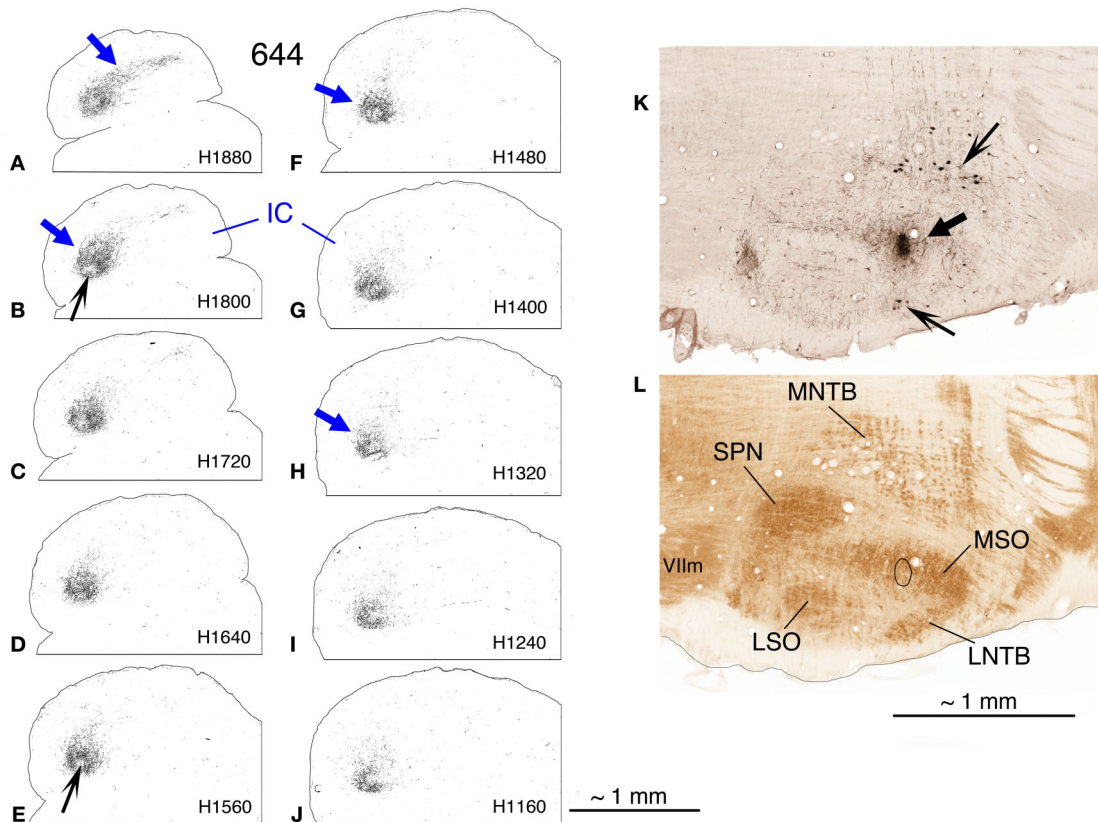 644
A
H1880
B
H1800
C
H1720
D
H1640
E
H1560
F
H1480
IC
G
H1400
H
H1320
I
H1240
J
H1160
~ 1 mm
K
L
MNTB
SPN
MSO
VIIm
LSO
LNTB
~ 1 mm